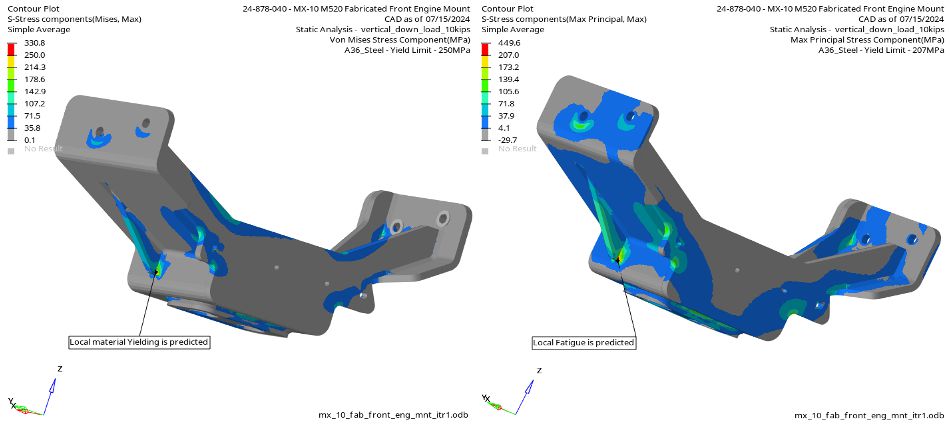 Contour Plot
S-Stress components(Mises, Max)
Simple Average
330.8
250.0
214.3
178.6
142.9
107.2
71.5
35.8
0.1
No Result
24-878-040 - MX-10 M520 Fabricated Front Engine Mount
CAD as of 07/15/2024
Static Analysis - vertical_down_load_10kips
Von Mises Stress Component(MPa)
A36_Steel - Yield Limit - 250MPa
Local material Yielding is predicted
Z
Y
X
mx_10_fab_front_eng_mnt_itr1.odb
Contour Plot
S-Stress components(Max Principal, Max)
Simple Average
449.6
207.0
173.2
139.4
105.6
71.8
37.9
4.1
-29.7
No Result
24-878-040 - MX-10 M520 Fabricated Front Engine Mount
CAD as of 07/15/2024
Static Analysis - vertical_down_load_10kips
Max Principal Stress Component(MPa)
A36_Steel - Yield Limit - 207MPa
Local Fatigue is predicted
Z
Y
X
mx_10_fab_front_eng_mnt_itr1.odb